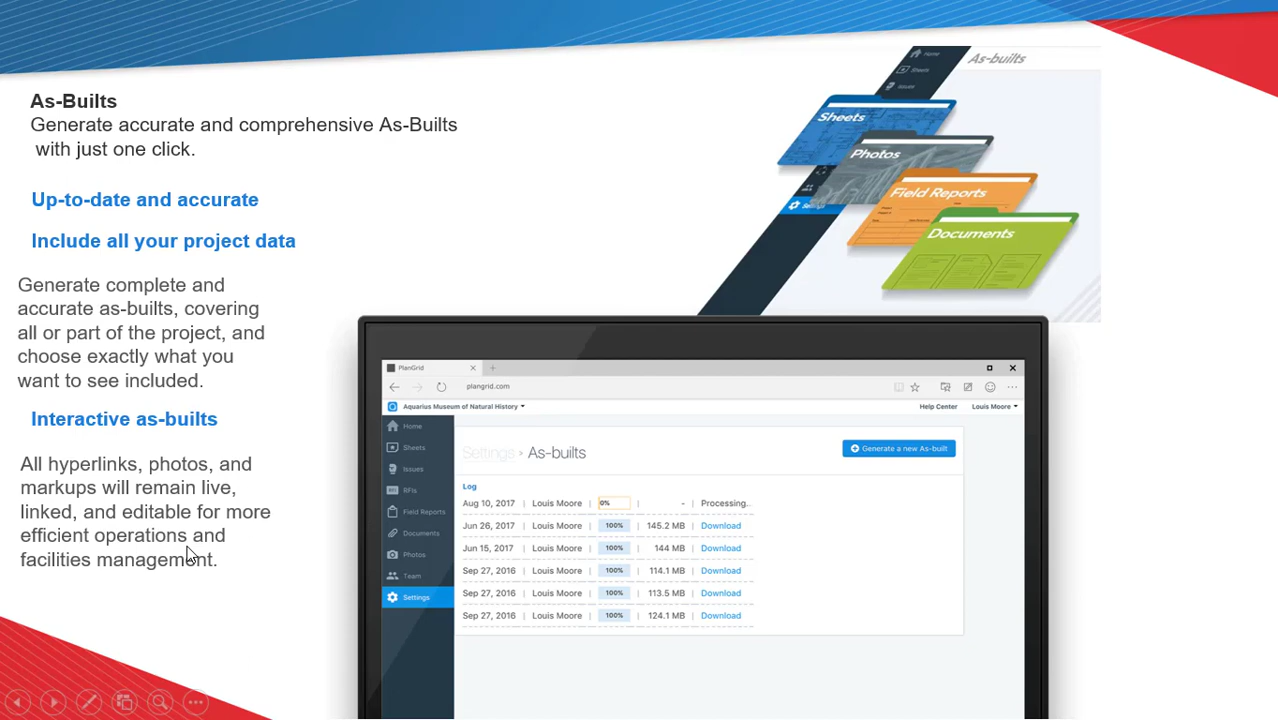 As-Builts
Generate accurate and comprehensive As-Builts
with just one click.
Up-to-date and accurate
Include all your project data
Generate complete and
accurate as-builts, covering
all or part of the project, and
choose exactly what you
want to see included.
Interactive as-builts
All hyperlinks, photos, and
markups will remain live,
linked, and editable for more
efficient operations and
facilities management.
As-builts
Home
Sheets
Issues
Sheets
Photos
Field Reports
Documents
PlanGrid
plangrid.com
Aquarius Museum of Natural History
Help Center Louis Moore
Home
Sheets
Issues
RFIs
Field Reports
Documents
Photos
Team
Settings
Settings > As-builts
Generate a new As-built
Log
Aug 10, 2017 | Louis Moore | 0% | - | Processing..
Jun 26, 2017 | Louis Moore | 100% | 145.2 MB | Download
Jun 15, 2017 | Louis Moore | 100% | 144 MB | Download
Sep 27, 2016 | Louis Moore | 100% | 114.1 MB | Download
Sep 27, 2016 | Louis Moore | 100% | 113.5 MB | Download
Sep 27, 2016 | Louis Moore | 100% | 124.1 MB | Download